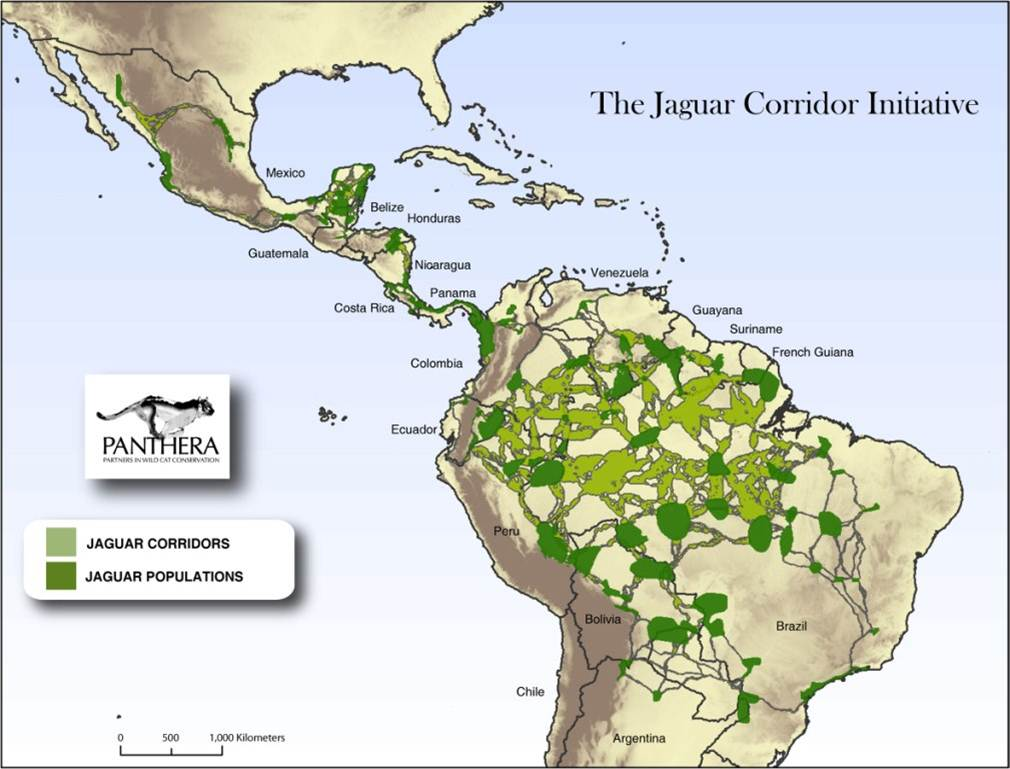 The Jaguar Corridor Initiative
Mexico
Belize
Honduras
Guatemala
Nicaragua
Panama
Costa Rica
Venezuela
Guayana
Suriname
French Guiana
Colombia
Ecuador
PANTHERA
PARTNERS IN WILD CAT CONSERVATION
JAGUAR CORRIDORS
JAGUAR POPULATIONS
Peru
Bolivia
Brazil
Chile
Argentina
0 500 1,000 Kilometers